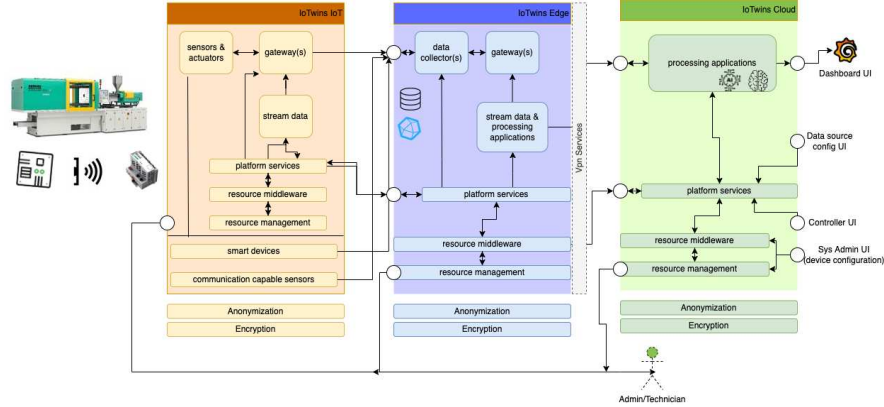 IoTwins IoT
sensors &
actuators
gateway(s)
stream data
platform services
resource middleware
resource management
smart devices
communication capable sensors
Anonymization
Encryption
IoTwins Edge
data
collector(s)
gateway(s)
stream data &
processing
applications
platform services
resource middleware
resource management
Anonymization
Encryption
Vpn Services
IoTwins Cloud
processing applications
AI
platform services
resource middleware
resource management
Anonymization
Encryption
Dashboard UI
Data source
config UI
Controller UI
Sys Admin UI
(device configuration)
Admin/Technician